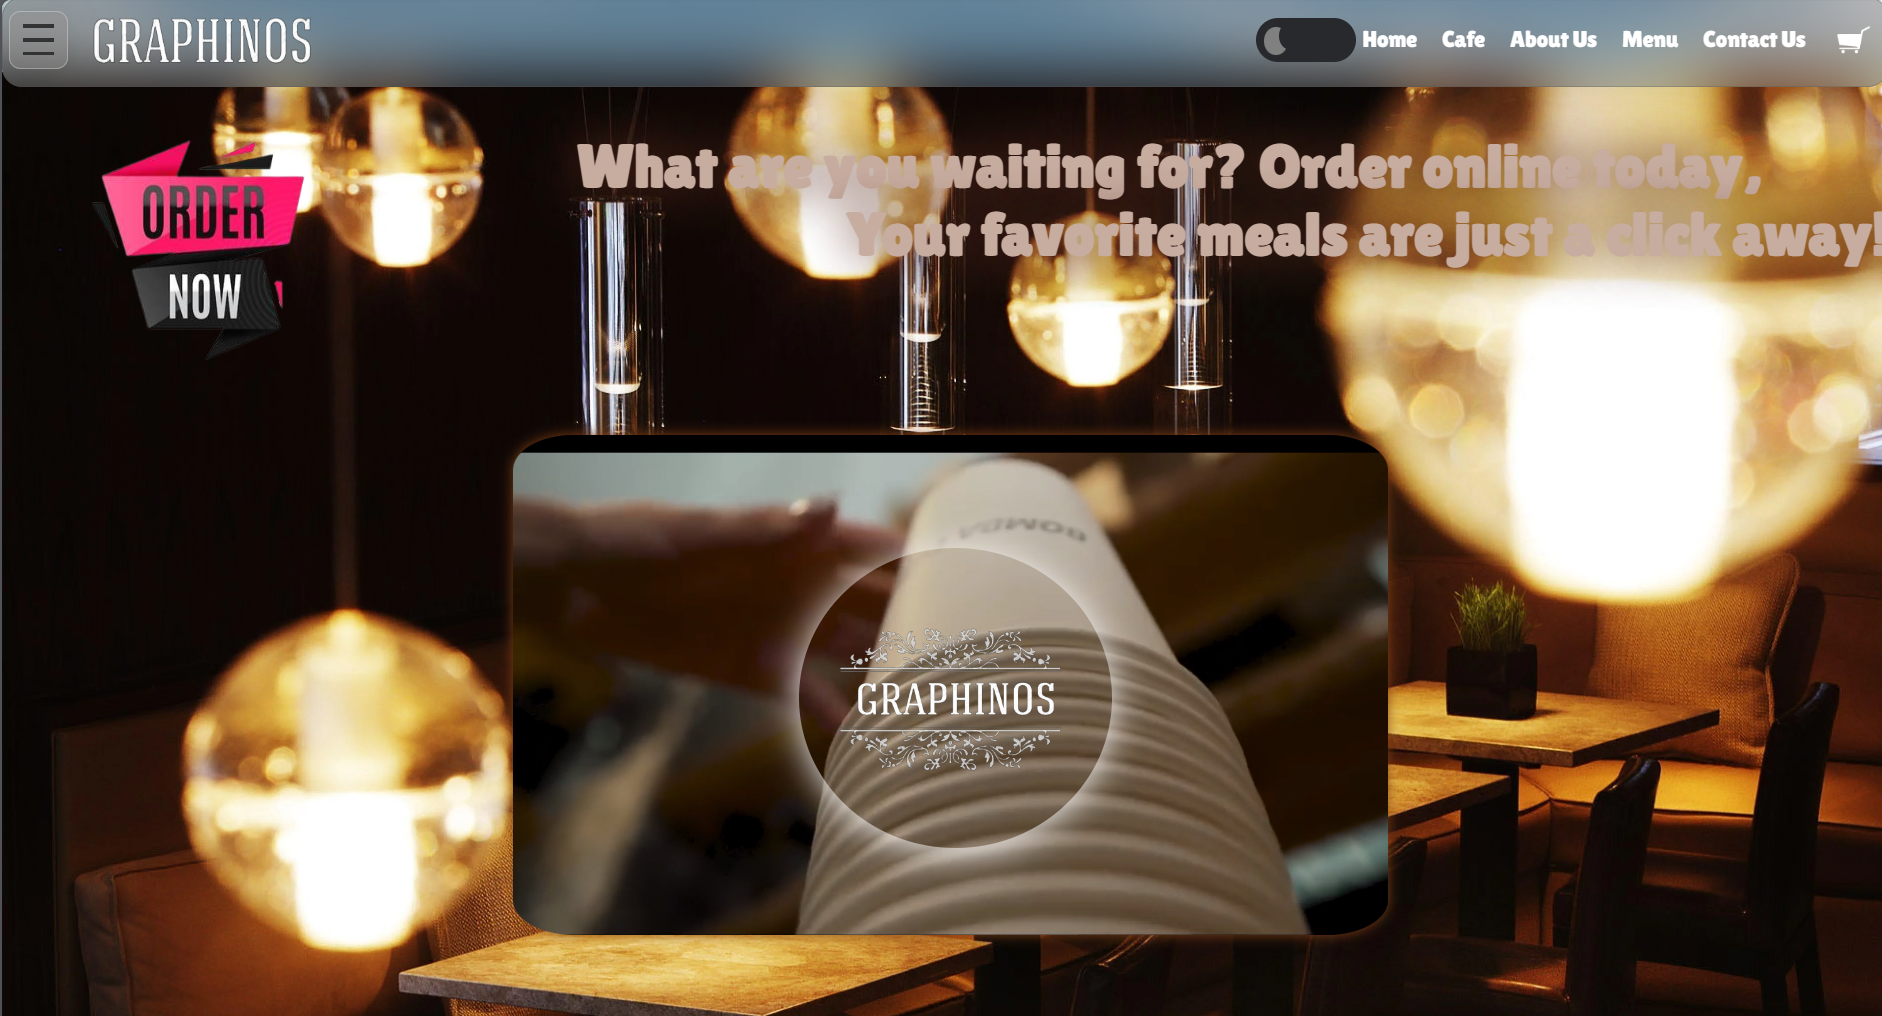 GRAPHINOS
Home Cafe About Us Menu Contact Us
ORDER
NOW
What are you waiting for? Order online today,
Your favorite meals are just a click away!
BOMBA
GRAPHINOS